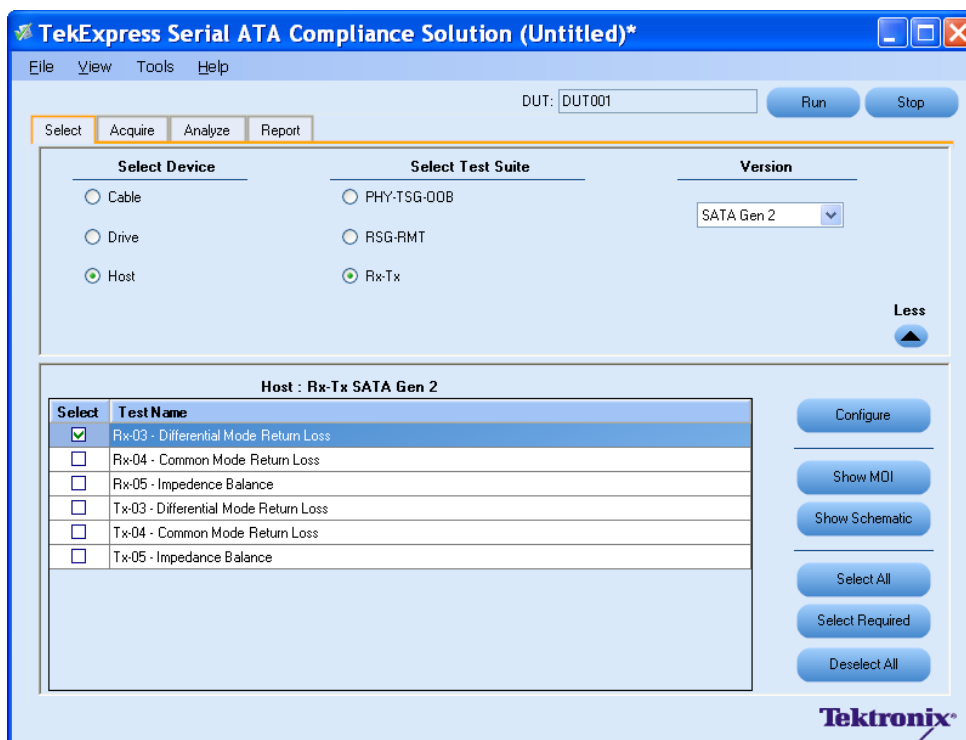 TekExpress Serial ATA Compliance Solution (Untitled)*
File View Tools Help
DUT: DUT001 Run Stop
Select Acquire Analyze Report
Select Device Select Test Suite Version
Cable PHY-TSG-OOB
SATA Gen 2
Drive RSG-RMT
Host Rx-Tx
Less
Host : Rx-Tx SATA Gen 2
Select Test Name
Rx-03 - Differential Mode Return Loss
Rx-04 - Common Mode Return Loss
Rx-05 - Impedence Balance
Tx-03 - Differential Mode Return Loss
Tx-04 - Common Mode Return Loss
Tx-05 - Impedance Balance
Configure
Show MOI
Show Schematic
Select All
Select Required
Deselect All
Tektronix®